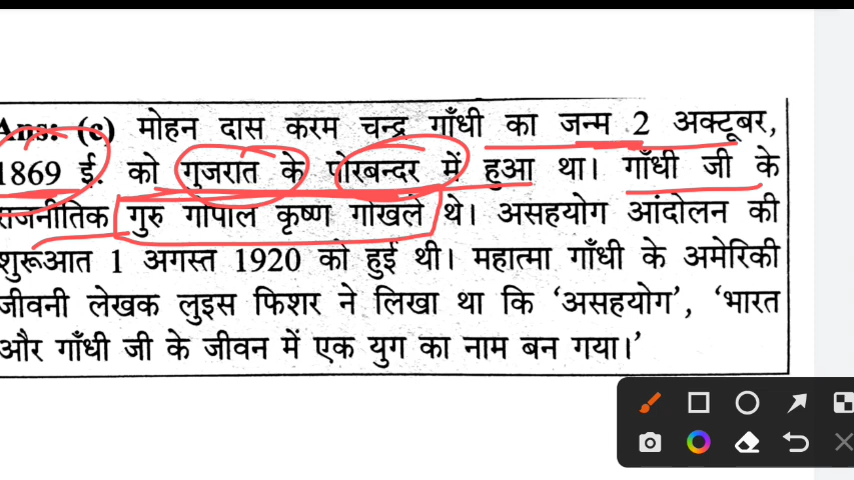 Ans: (c) मोहन दास करम चन्द्र गाँधी का जन्म 2 अक्टूबर,
1869 ई. को गुजरात के पोरबन्दर में हुआ था। गाँधी जी के
राजनीतिक गुरु गोपाल कृष्ण गोखले थे। असहयोग आंदोलन की
शुरूआत 1 अगस्त 1920 को हुई थी। महात्मा गाँधी के अमेरिकी
जीवनी लेखक लुइस फिशर ने लिखा था कि ‘असहयोग’, ‘भारत
और गाँधी जी के जीवन में एक युग का नाम बन गया।’